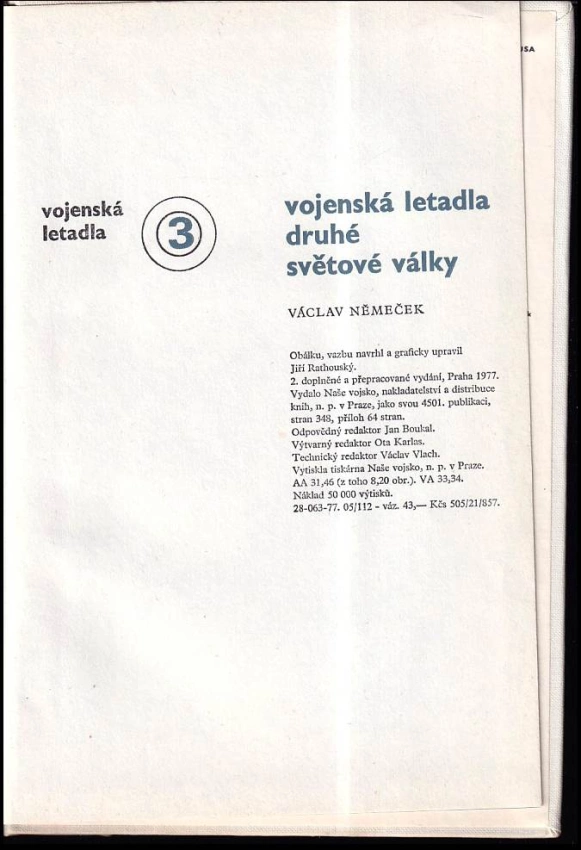 USA
vojenská
letadla
3
vojenská letadla
druhé
světové války
VÁCLAV NĚMEČEK
Obálku, vazbu navrhl a graficky upravil
Jiří Rathouský.
2. doplněné a přepracované vydání, Praha 1977.
Vydalo Naše vojsko, nakladatelství a distribuce
knih, n. p. v Praze, jako svou 4501. publikaci,
stran 348, příloh 64 stran.
Odpovědný redaktor Jan Boukal.
Výtvarný redaktor Ota Karlas.
Technický redaktor Václav Vlach.
Vytiskla tiskárna Naše vojsko, n. p. v Praze.
AA 31,46 (z toho 8,20 obr.). VA 33,34.
Náklad 50 000 výtisků.
28-063-77. 05/112 - váz. 43,— Kčs 505/21/857.